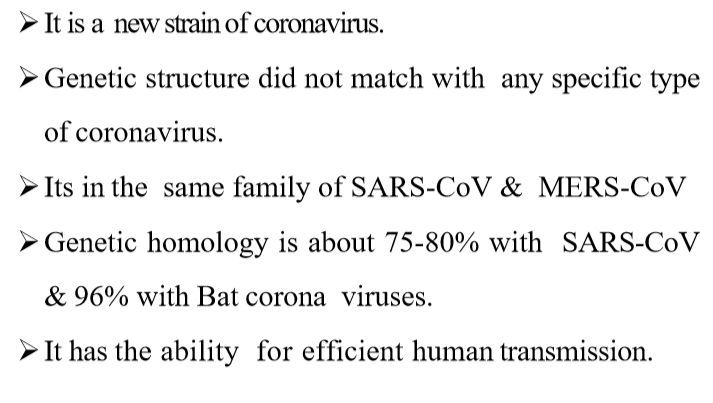 ➢ It is a new strain of coronavirus.
➢ Genetic structure did not match with any specific type
of coronavirus.
➢ Its in the same family of SARS-CoV & MERS-CoV
➢ Genetic homology is about 75-80% with SARS-CoV
& 96% with Bat corona viruses.
➢ It has the ability for efficient human transmission.